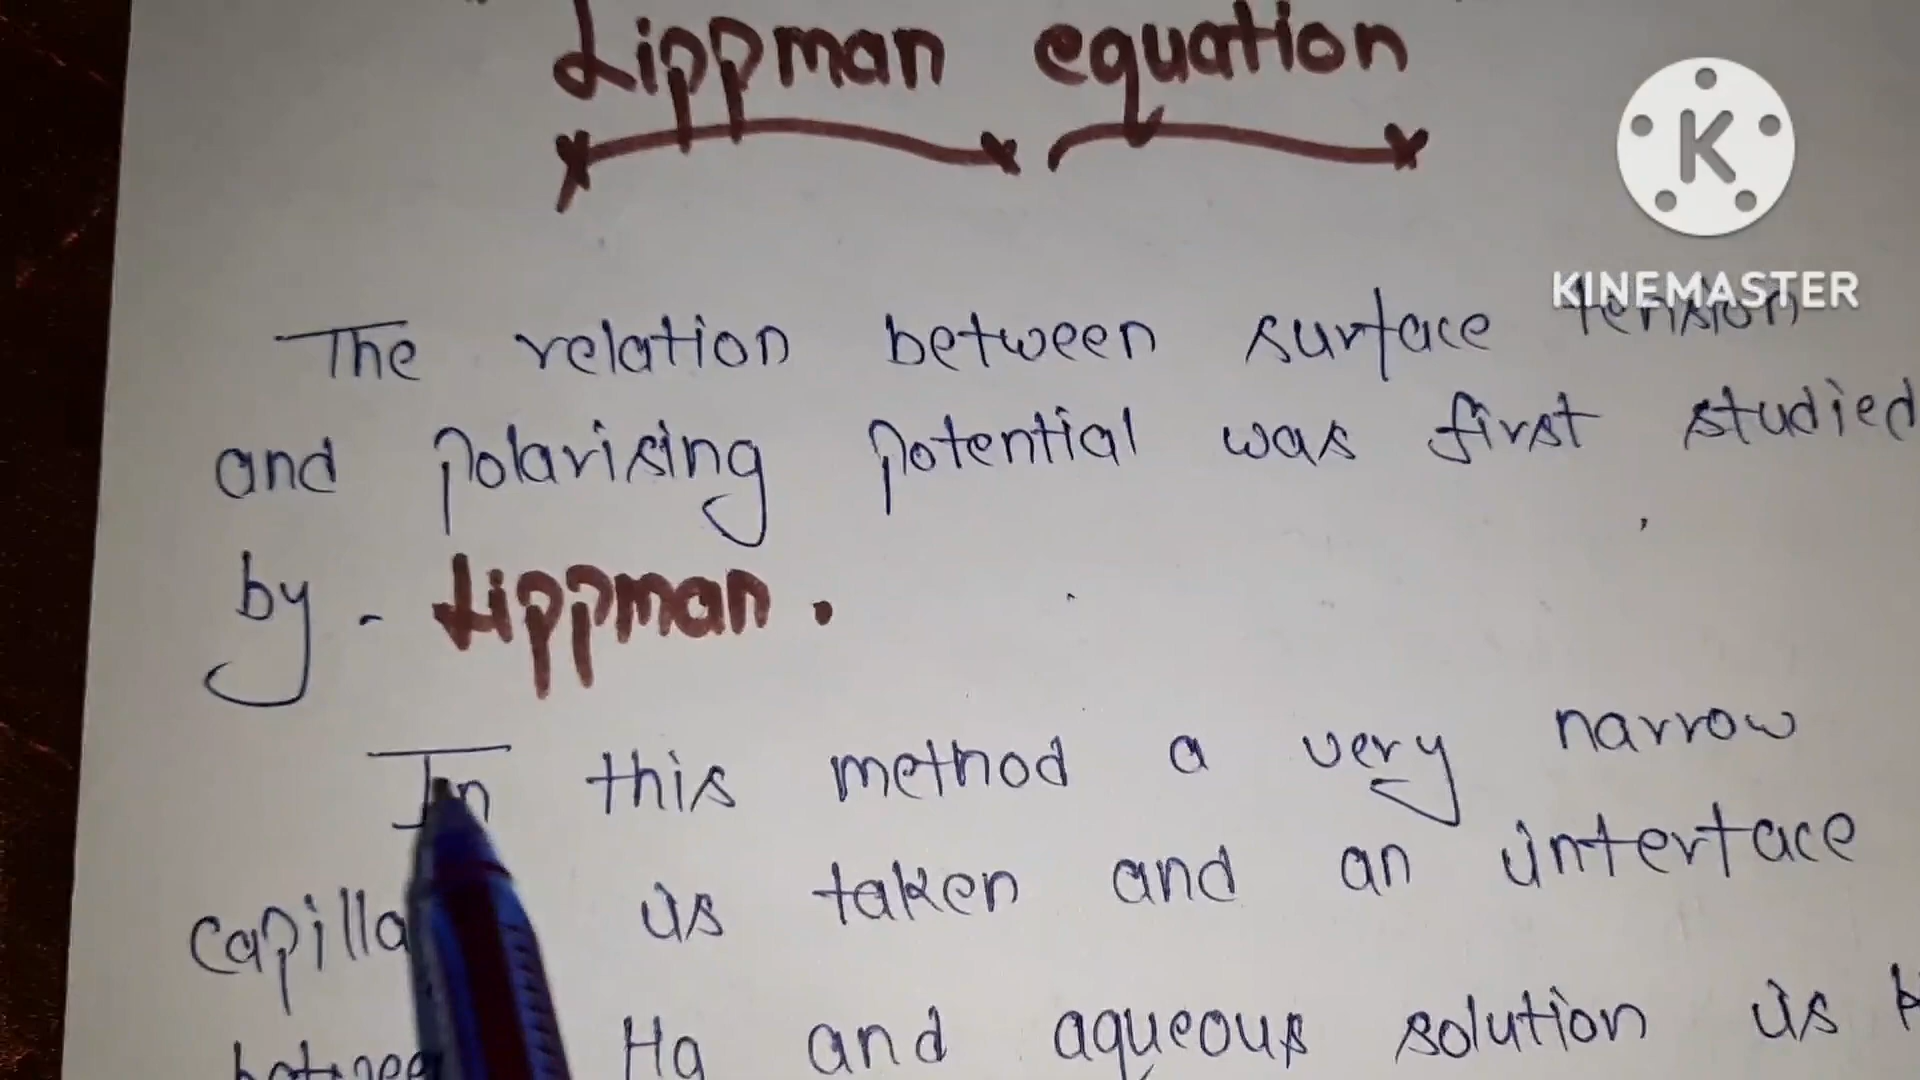 Lippman equation
K
KINEMASTER
The relation between surface tension
and polarising potential was first studied
by - Lippman.
In this method a very narrow
is taken and an interface
Hg and aqueous solution is